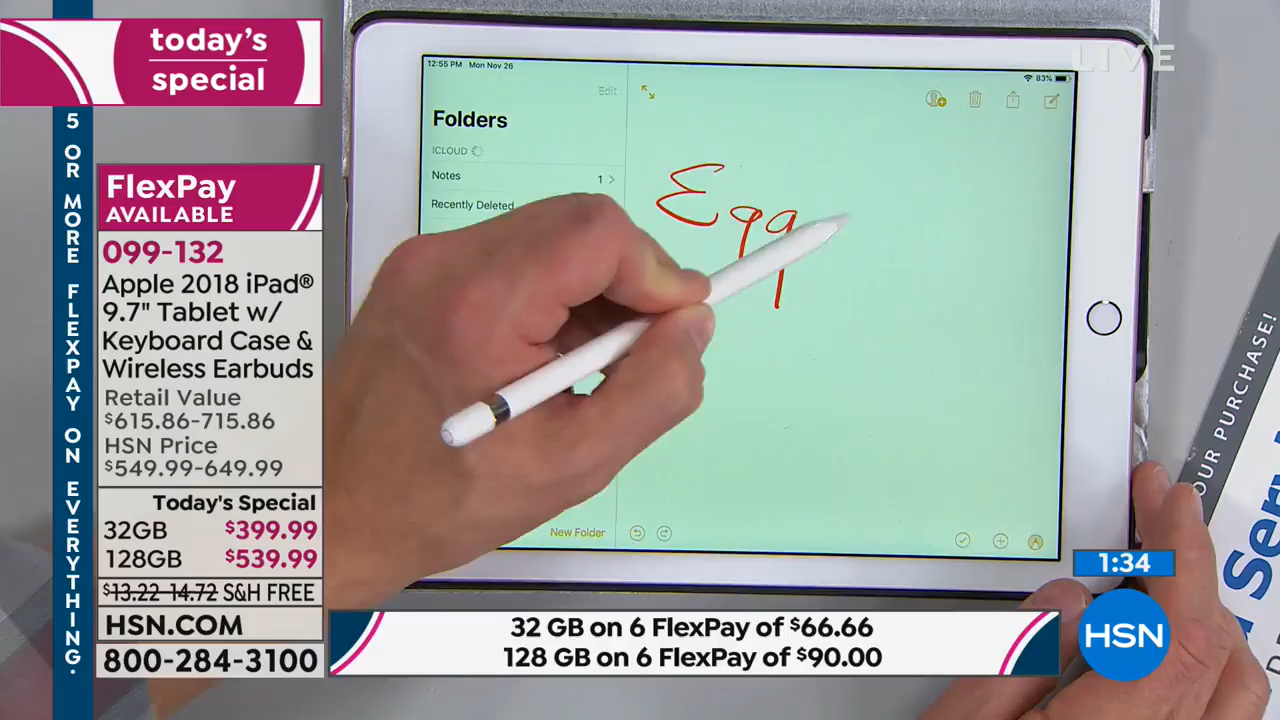 today's
special
5 OR MORE FLEXPAY ON EVERYTHING.
FlexPay
AVAILABLE
099-132
Apple 2018 iPad®
9.7" Tablet w/
Keyboard Case &
Wireless Earbuds
Retail Value
$615.86-715.86
HSN Price
$549.99-649.99
Today's Special
32GB $399.99
128GB $539.99
$13.22-14.72 S&H FREE
HSN.COM
800-284-3100
12:55 PM Mon Nov 26
83%
Edit
Folders
ICLOUD
Notes 1
Recently Deleted
New Folder
Eqq
LIVE
OUR PURCHASE!
1:34
HSN
32 GB on 6 FlexPay of $66.66
128 GB on 6 FlexPay of $90.00